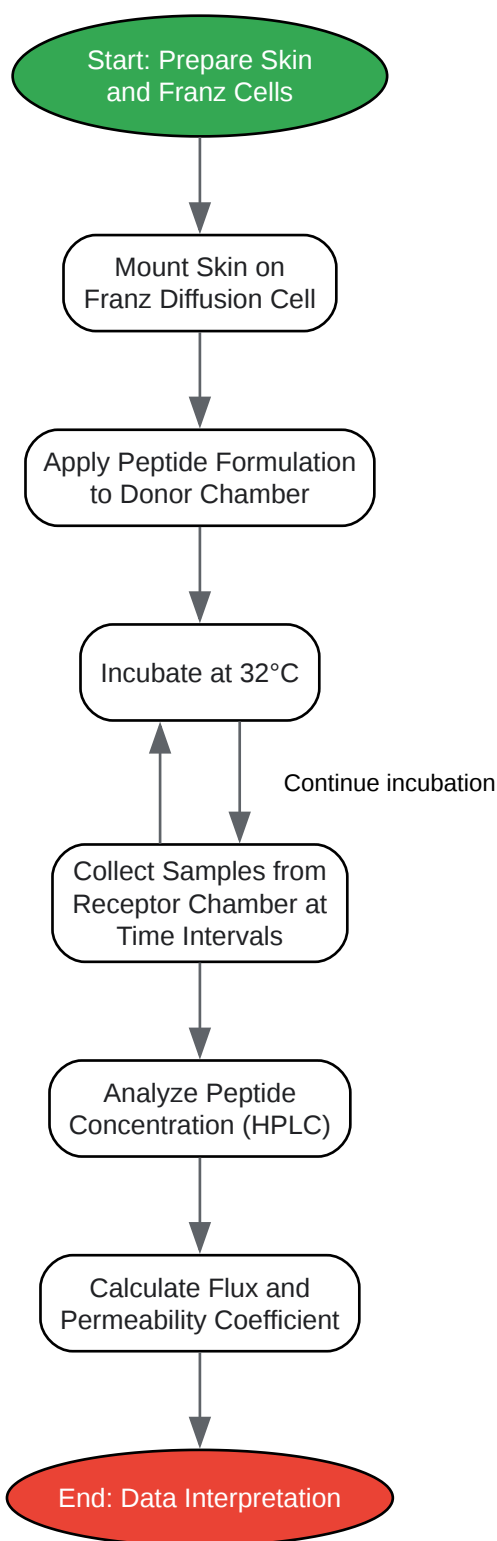 Start: Prepare Skin
and Franz Cells
Mount Skin on
Franz Diffusion Cell
Apply Peptide Formulation
to Donor Chamber
Incubate at 32°C
Continue incubation
Collect Samples from
Receptor Chamber at
Time Intervals
Analyze Peptide
Concentration (HPLC)
Calculate Flux and
Permeability Coefficient
End: Data Interpretation